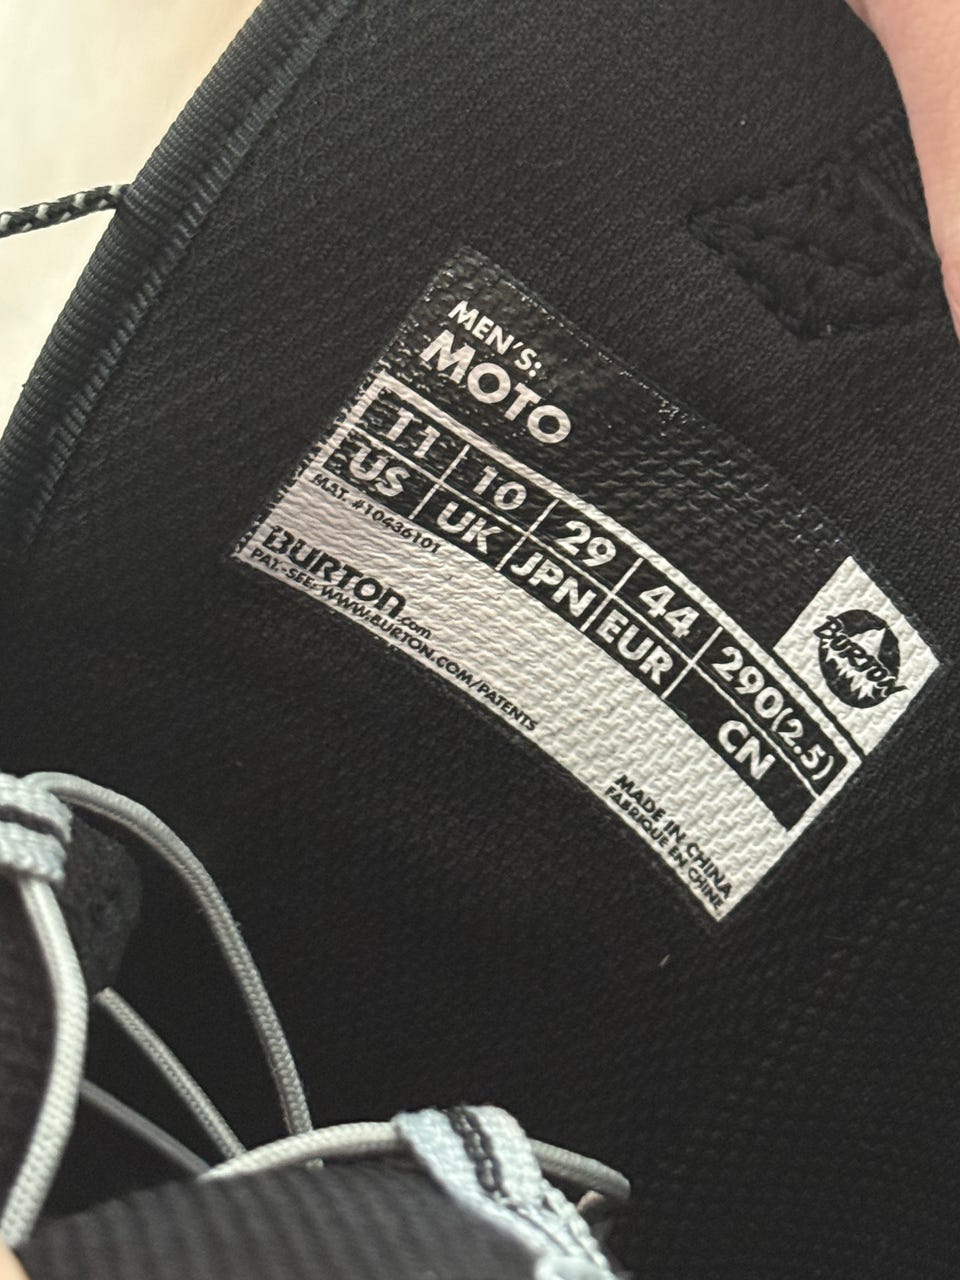 MEN'S:
MOTO
11 10 29 44 290(2.5)
US UK JPN EUR CN
MAT. #10436101
BURTON.com
PAT.-SEE: WWW.BURTON.COM/PATENTS
BURTON
MADE IN CHINA
FABRIQUE EN CHINE